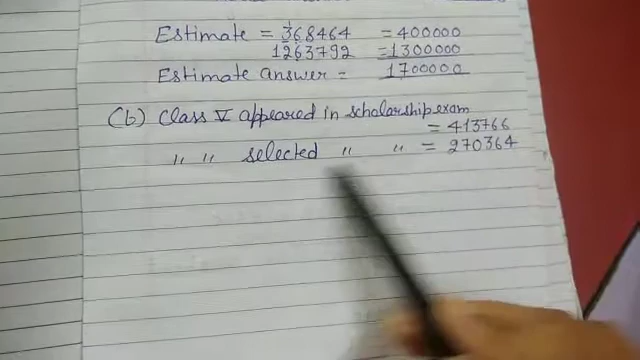 Estimate = 368464 = 400000
1263792 = 1300000
Estimate answer = 1700000
(b) Class V appeared in scholarship exam
= 413766
" " selected " " = 270364